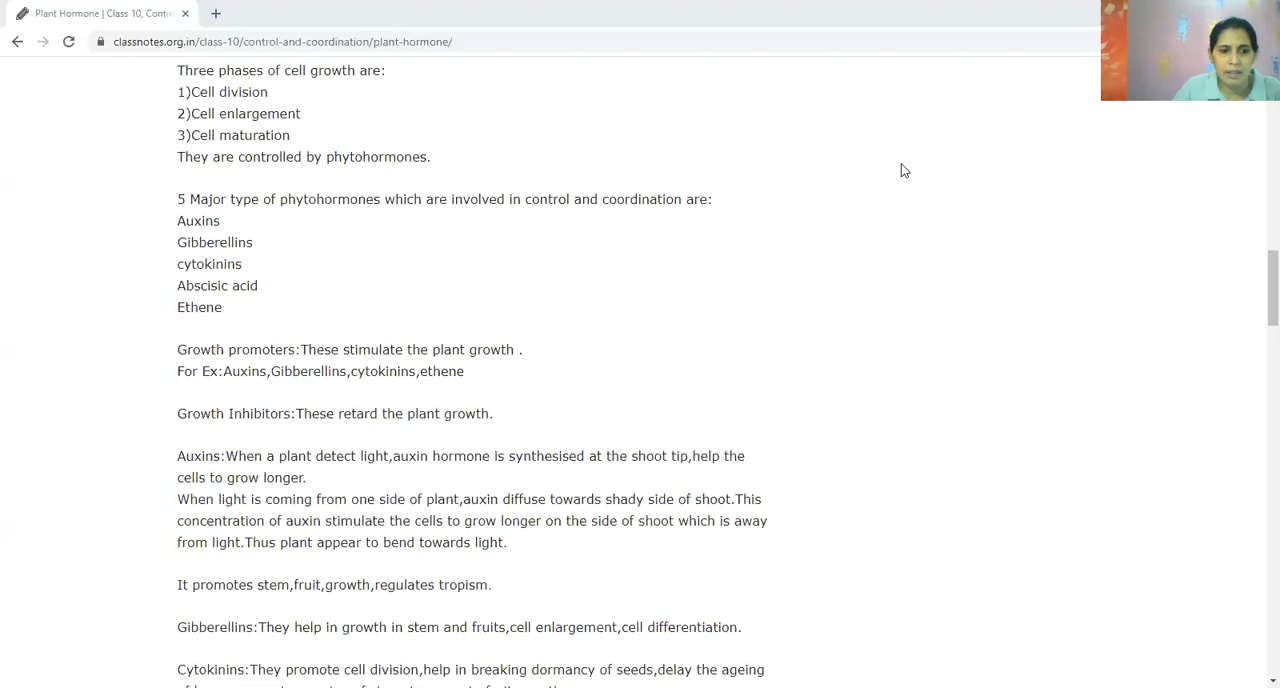 Plant Hormone | Class 10, Contr
classnotes.org.in/class-10/control-and-coordination/plant-hormone/
Three phases of cell growth are:
1)Cell division
2)Cell enlargement
3)Cell maturation
They are controlled by phytohormones.
5 Major type of phytohormones which are involved in control and coordination are:
Auxins
Gibberellins
cytokinins
Abscisic acid
Ethene
Growth promoters:These stimulate the plant growth .
For Ex:Auxins,Gibberellins,cytokinins,ethene
Growth Inhibitors:These retard the plant growth.
Auxins:When a plant detect light,auxin hormone is synthesised at the shoot tip,help the
cells to grow longer.
When light is coming from one side of plant,auxin diffuse towards shady side of shoot.This
concentration of auxin stimulate the cells to grow longer on the side of shoot which is away
from light.Thus plant appear to bend towards light.
It promotes stem,fruit,growth,regulates tropism.
Gibberellins:They help in growth in stem and fruits,cell enlargement,cell differentiation.
Cytokinins:They promote cell division,help in breaking dormancy of seeds,delay the ageing